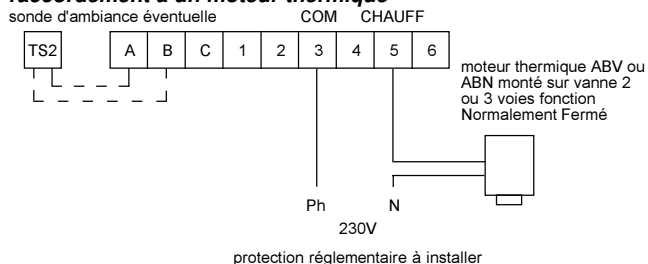 raccordement à un moteur thermique
sonde d'ambiance éventuelle COM CHAUFF
TS2 A B C 1 2 3 4 5 6
moteur thermique ABV ou
ABN monté sur vanne 2
ou 3 voies fonction
Normalement Fermé
Ph N
230V
protection réglementaire à installer